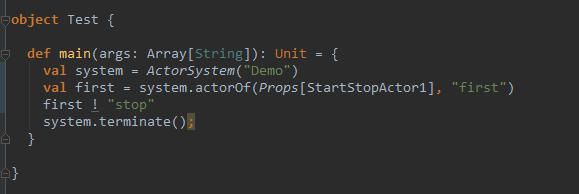 object Test {
def main(args: Array[String]): Unit = {
val system = ActorSystem("Demo")
val first = system.actorOf(Props[StartStopActor1], "first")
first ! "stop"
system.terminate();
}
}